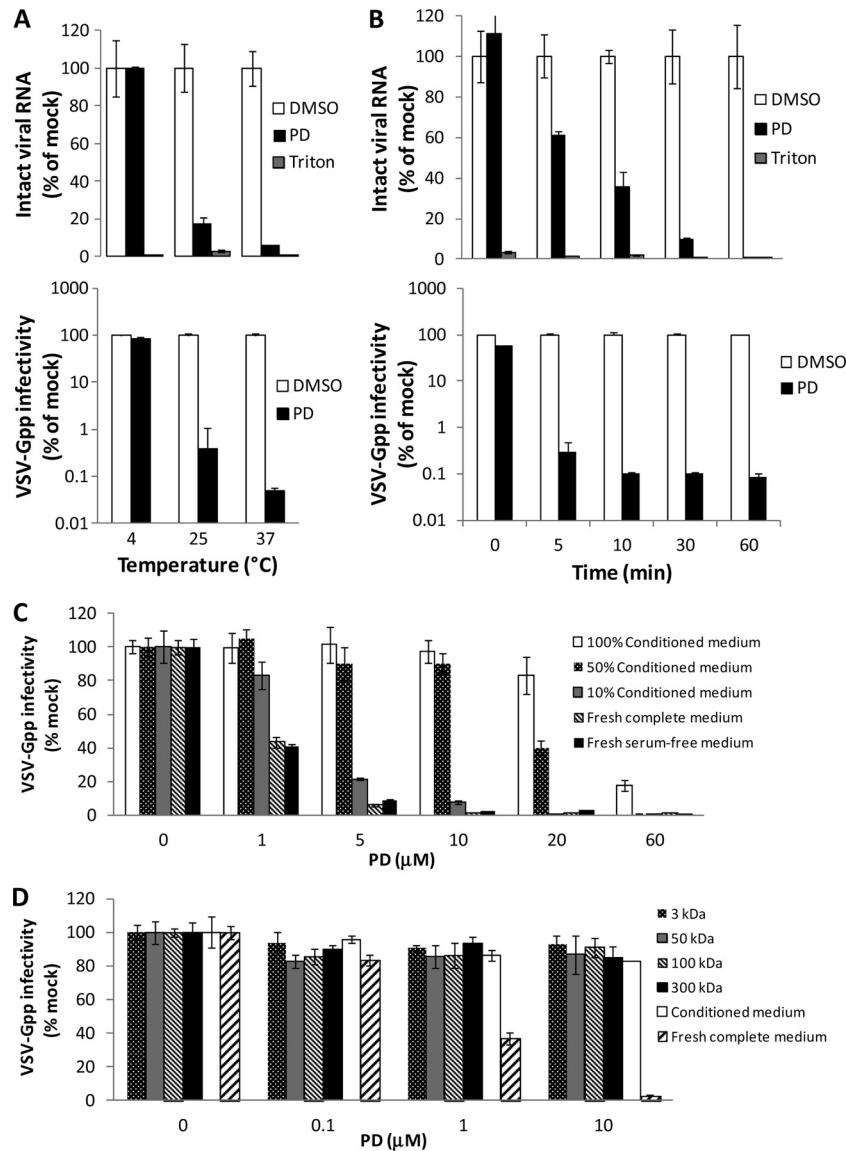 A
120
100
80
60
40
20
0
Intact viral RNA
(% of mock)
DMSO
PD
Triton
1000
100
10
1
0.1
0.01
VSV-Gpp infectivity
(% of mock)
DMSO
PD
4 25 37
Temperature (°C)
B
120
100
80
60
40
20
0
Intact viral RNA
(% of mock)
DMSO
PD
Triton
1000
100
10
1
0.1
0.01
VSV-Gpp infectivity
(% of mock)
DMSO
PD
0 5 10 30 60
Time (min)
C
120
100
80
60
40
20
0
VSV-Gpp infectivity
(% mock)
100% Conditioned medium
50% Conditioned medium
10% Conditioned medium
Fresh complete medium
Fresh serum-free medium
0 1 5 10 20 60
PD (μM)
D
120
100
80
60
40
20
0
VSV-Gpp infectivity
(% mock)
3 kDa
50 kDa
100 kDa
300 kDa
Conditioned medium
Fresh complete medium
0 0.1 1 10
PD (μM)